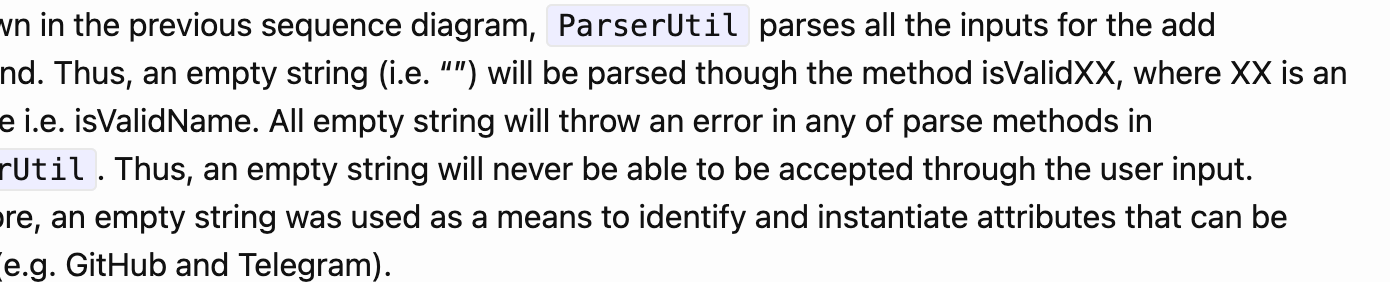 wn in the previous sequence diagram, ParserUtil parses all the inputs for the add
nd. Thus, an empty string (i.e. “”) will be parsed though the method isValidXX, where XX is an
e i.e. isValidName. All empty string will throw an error in any of parse methods in
rUtil. Thus, an empty string will never be able to be accepted through the user input.
ore, an empty string was used as a means to identify and instantiate attributes that can be
(e.g. GitHub and Telegram).